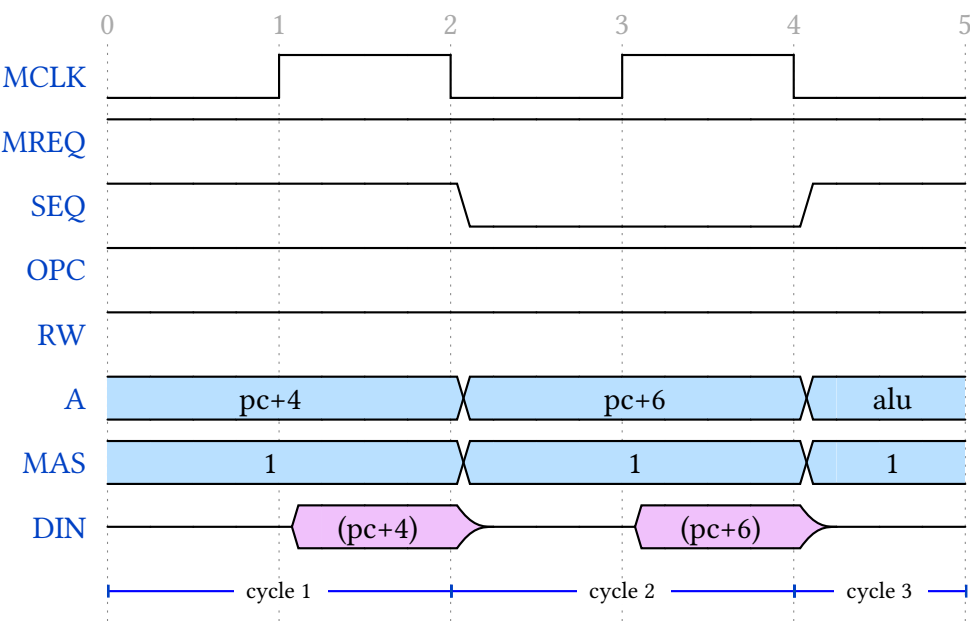 0 1 2 3 4 5
MCLK
MREQ
SEQ
OPC
RW
A pc+4 pc+6 alu
MAS 1 1 1
DIN (pc+4) (pc+6)
cycle 1 cycle 2 cycle 3